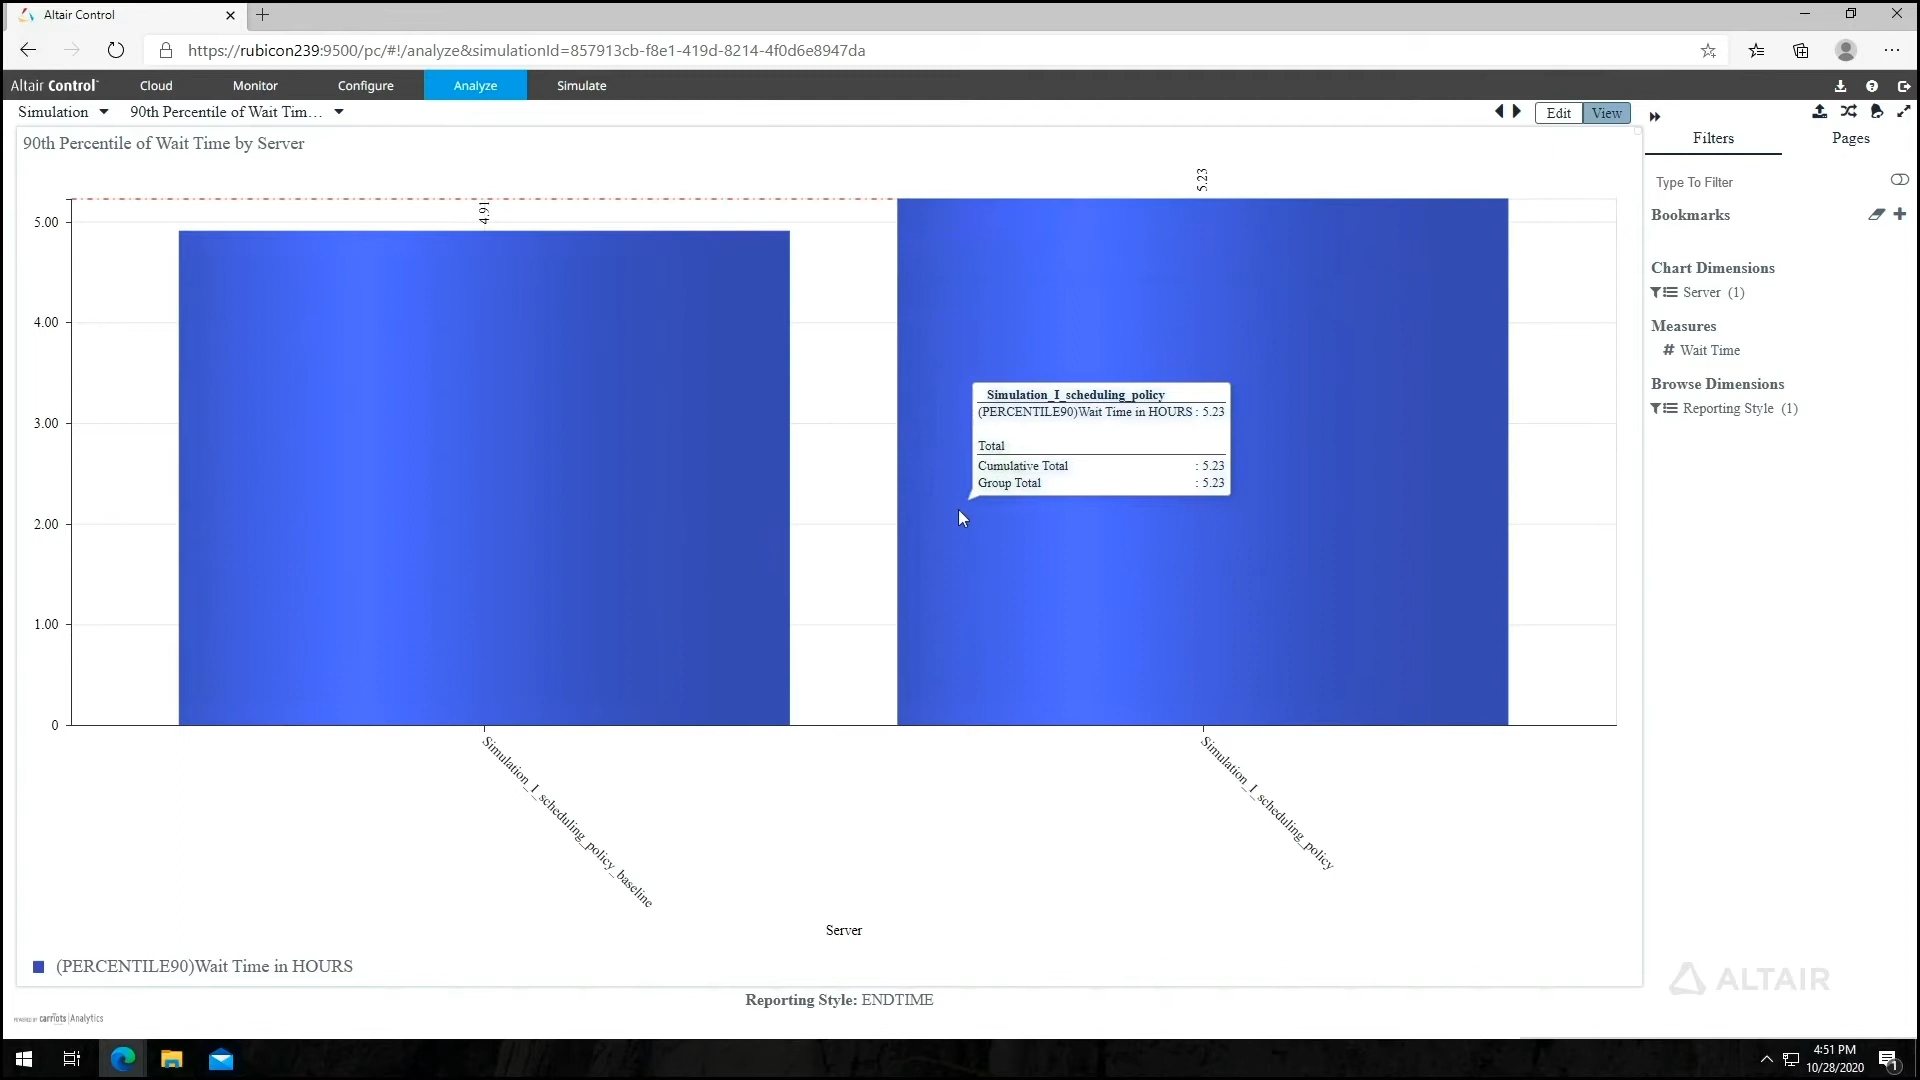 Altair Control
https://rubicon239:9500/pc/#!/analyze&simulationId=857913cb-f8e1-419d-8214-4f0d6e8947da
Altair Control Cloud Monitor Configure Analyze Simulate
Simulation 90th Percentile of Wait Tim... Edit View
90th Percentile of Wait Time by Server
Filters Pages
Type To Filter
Bookmarks
Chart Dimensions
Server (1)
Measures
# Wait Time
Browse Dimensions
Reporting Style (1)
5.00
4.00
3.00
2.00
1.00
0
4.91
5.23
Simulation_I_scheduling_policy
(PERCENTILE90)Wait Time in HOURS : 5.23
Total
Cumulative Total : 5.23
Group Total : 5.23
Simulation_I_scheduling_policy_baseline
Simulation_I_scheduling_policy
Server
(PERCENTILE90)Wait Time in HOURS
Reporting Style: ENDTIME
POWERED BY carriots Analytics
ALTAIR
4:51 PM
10/28/2020
1